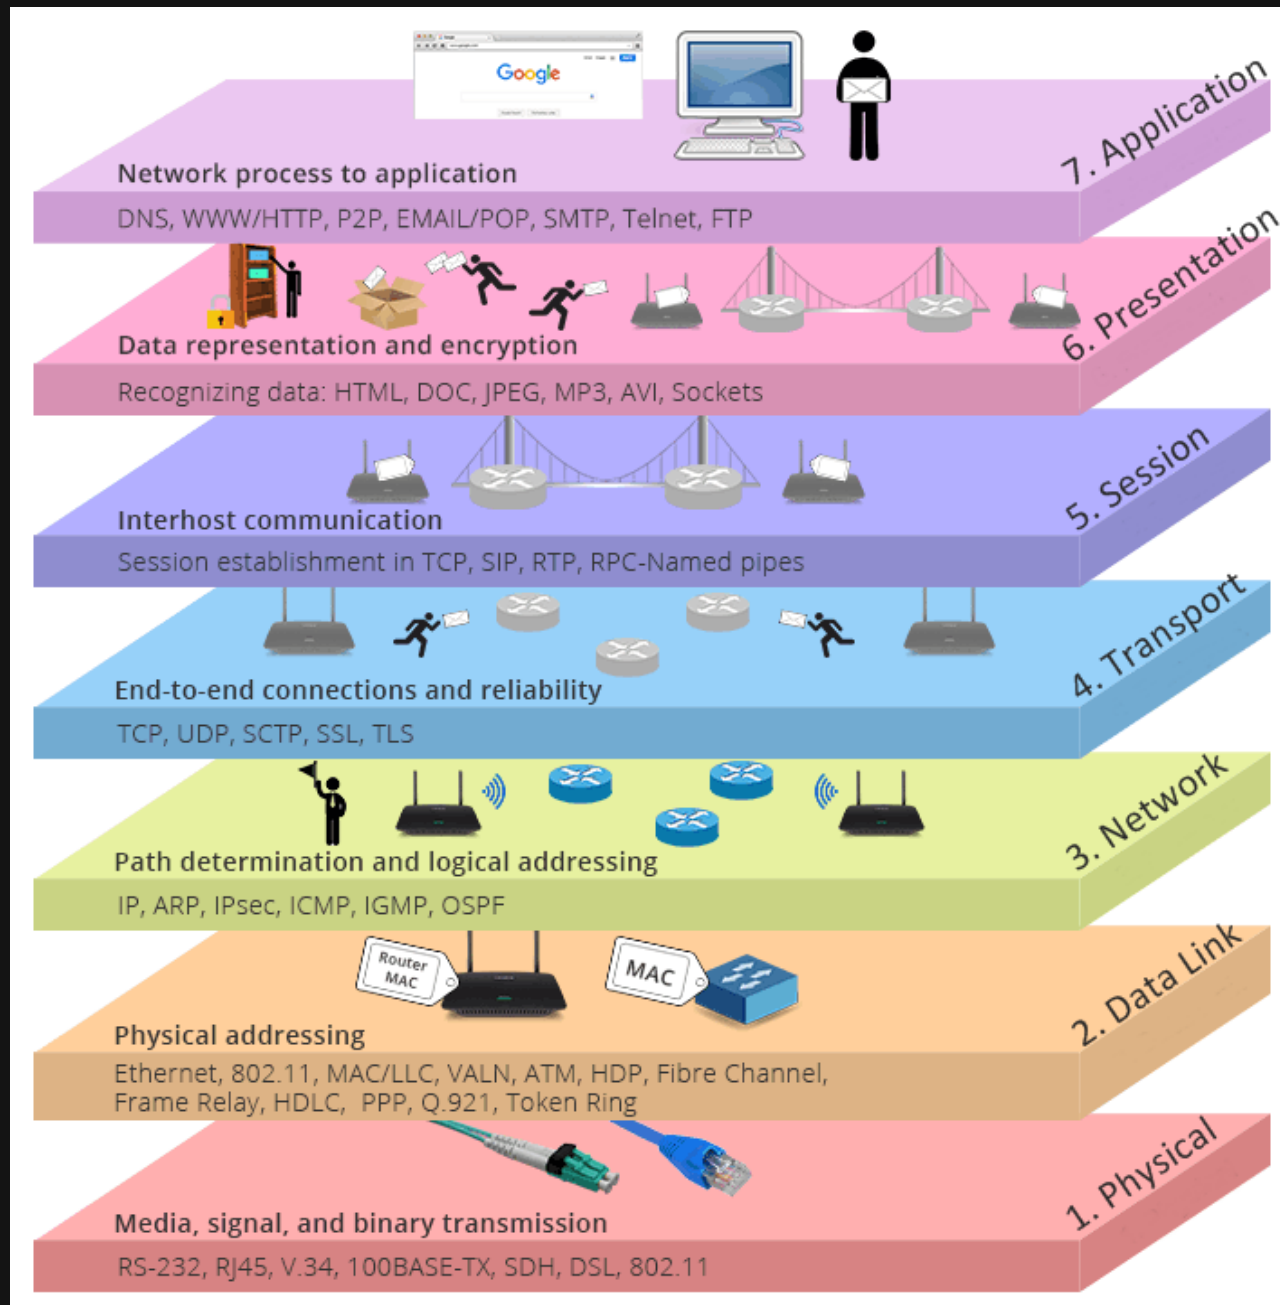 Google
7. Application
Network process to application
DNS, WWW/HTTP, P2P, EMAIL/POP, SMTP, Telnet, FTP
6. Presentation
Data representation and encryption
Recognizing data: HTML, DOC, JPEG, MP3, AVI, Sockets
5. Session
Interhost communication
Session establishment in TCP, SIP, RTP, RPC-Named pipes
4. Transport
End-to-end connections and reliability
TCP, UDP, SCTP, SSL, TLS
3. Network
Path determination and logical addressing
IP, ARP, IPsec, ICMP, IGMP, OSPF
2. Data Link
Router
MAC
MAC
Physical addressing
Ethernet, 802.11, MAC/LLC, VALN, ATM, HDP, Fibre Channel,
Frame Relay, HDLC, PPP, Q.921, Token Ring
1. Physical
Media, signal, and binary transmission
RS-232, RJ45, V.34, 100BASE-TX, SDH, DSL, 802.11